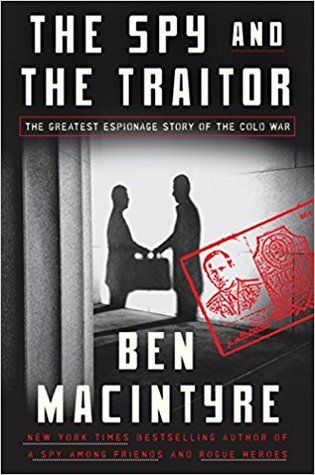 THE SPY AND
THE TRAITOR
THE GREATEST ESPIONAGE STORY OF THE COLD WAR
BEN
MACINTYRE
NEW YORK TIMES BESTSELLING AUTHOR OF
A SPY AMONG FRIENDS AND ROGUE HEROES